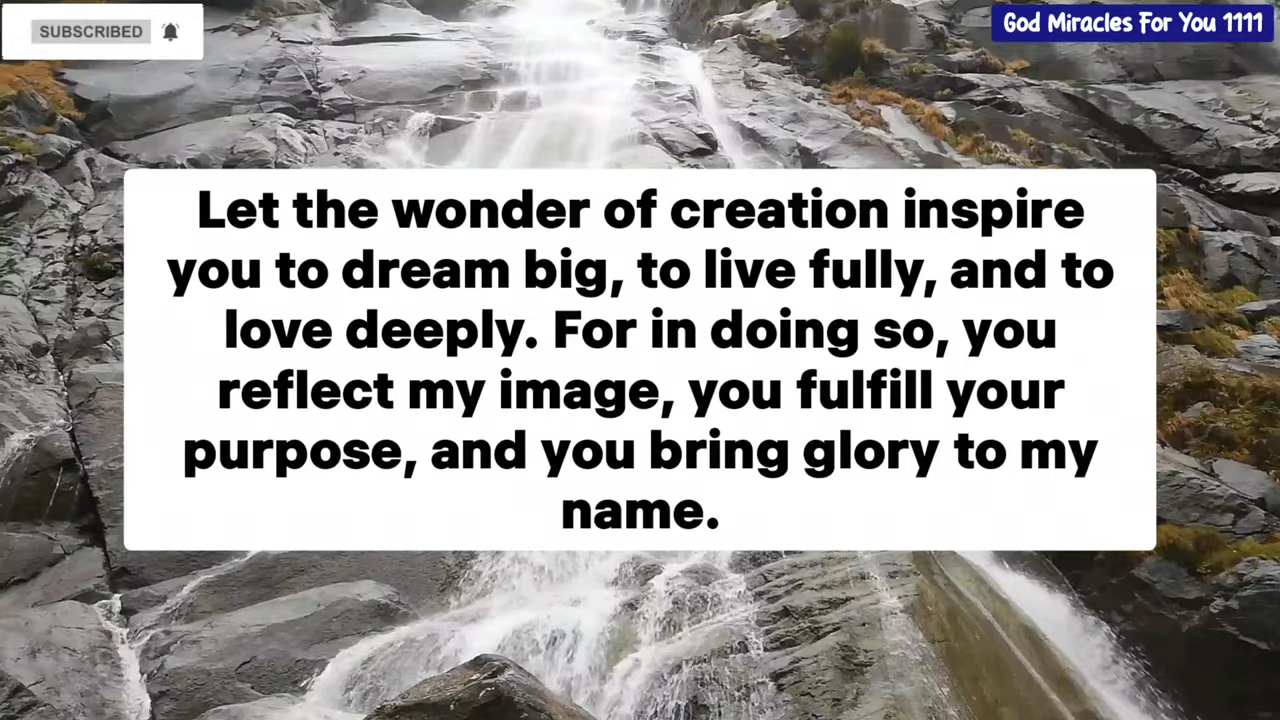 SUBSCRIBED
God Miracles For You 1111
Let the wonder of creation inspire
you to dream big, to live fully, and to
love deeply. For in doing so, you
reflect my image, you fulfill your
purpose, and you bring glory to my
name.